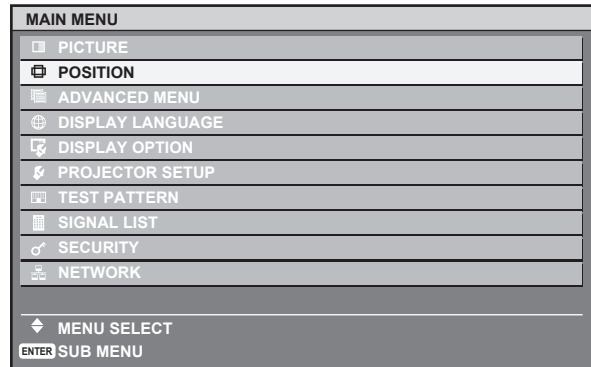 MAIN MENU
PICTURE
POSITION
ADVANCED MENU
DISPLAY LANGUAGE
DISPLAY OPTION
PROJECTOR SETUP
TEST PATTERN
SIGNAL LIST
SECURITY
NETWORK
MENU SELECT
ENTER SUB MENU